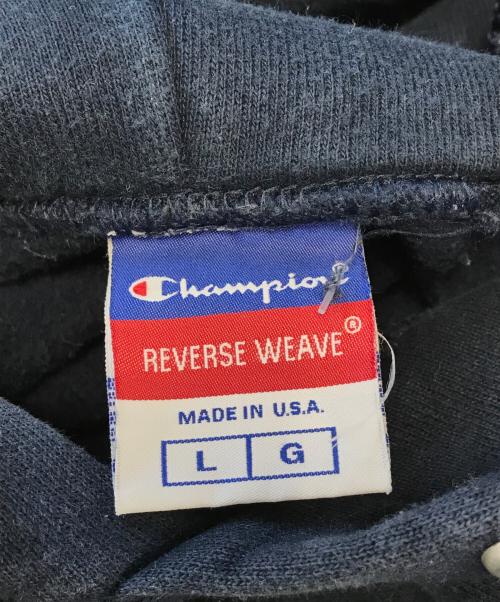 Champion
REVERSE WEAVE®
MADE IN U.S.A.
L G